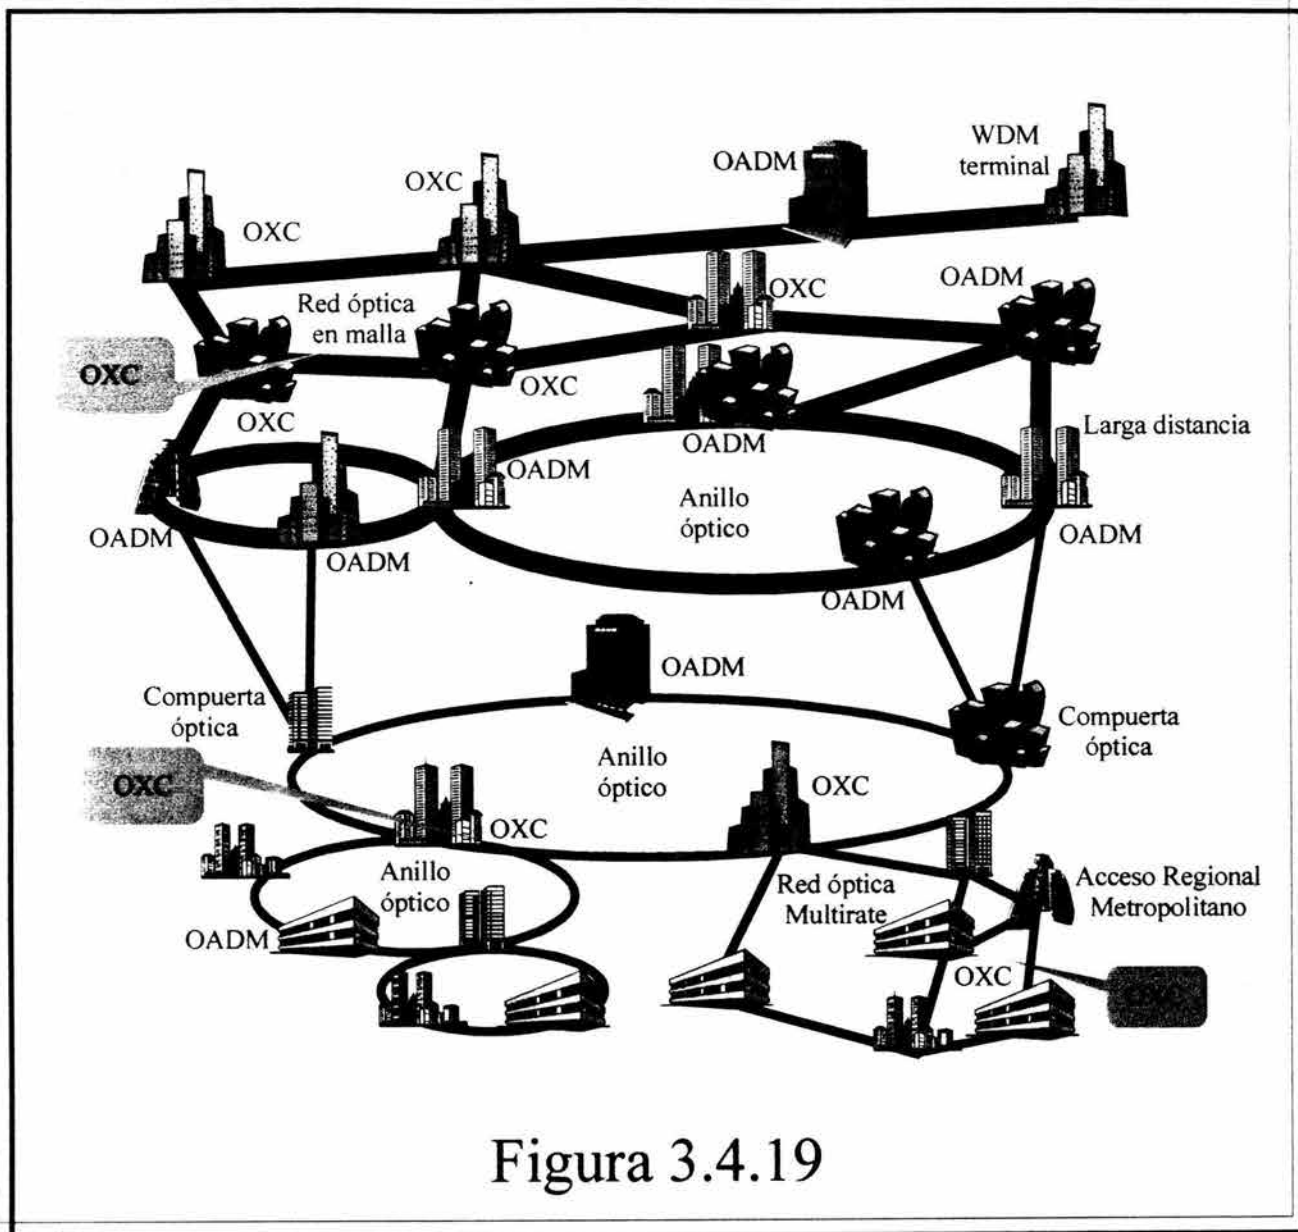 WDM
terminal
OADM
OXC
OXC
OADM
OXC
Red óptica
en malla
OXC
OXC
OXC
Larga distancia
OADM
OADM
Anillo
óptico
OADM
OADM
OADM
OADM
OADM
Compuerta
óptica
Compuerta
óptica
Anillo
óptico
OXC
OXC
OXC
Anillo
óptico
Red óptica
Multirate
Acceso Regional
Metropolitano
OADM
OXC
OXC
Figura 3.4.19